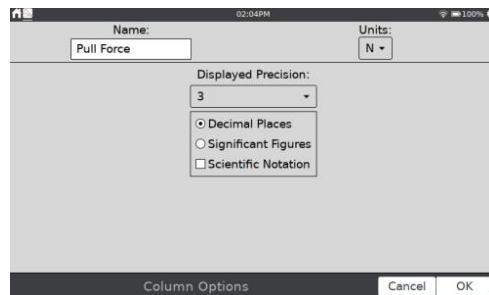 02:04PM
100%
Name:
Units:
Pull Force
N
Displayed Precision:
3
Decimal Places
Significant Figures
Scientific Notation
Column Options
Cancel
OK